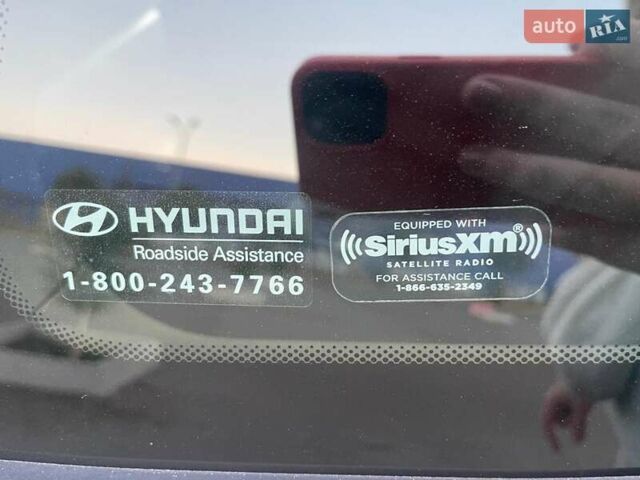 auto RIA.com
HYUNDAI
Roadside Assistance
1-800-243-7766
EQUIPPED WITH
SiriusXm®
SATELLITE RADIO
FOR ASSISTANCE CALL
1-866-635-2349